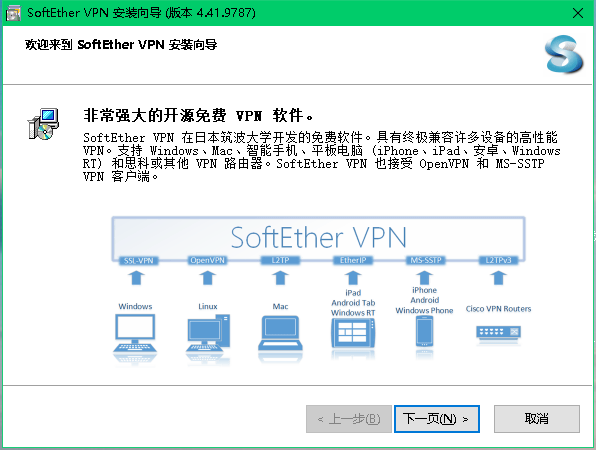 SoftEther VPN 安装向导 (版本 4.41.9787)
欢迎来到 SoftEther VPN 安装向导
非常强大的开源免费 VPN 软件。
SoftEther VPN 在日本筑波大学开发的免费软件。具有终极兼容许多设备的高性能
VPN。支持 Windows、Mac、智能手机、平板电脑 (iPhone、iPad、安卓、Windows
RT) 和思科或其他 VPN 路由器。SoftEther VPN 也接受 OpenVPN 和 MS-SSTP
VPN 客户端。
SoftEther VPN
SSL-VPN OpenVPN L2TP EtherIP MS-SSTP L2TPv3
Windows Linux Mac iPad Android Tab Windows RT iPhone Android Windows Phone Cisco VPN Routers
< 上一步(B) 下一页(N) > 取消